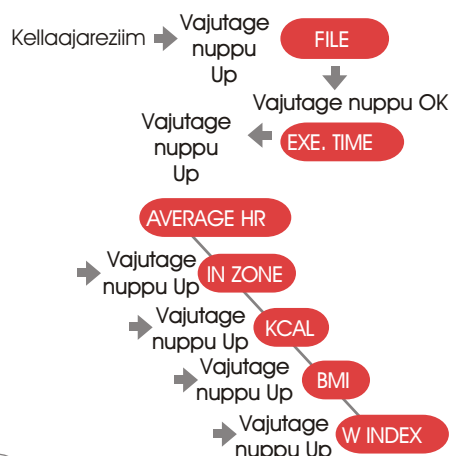 Kellaajareziim
Vajutage
nuppu
Up
FILE
Vajutage nuppu OK
EXE. TIME
Vajutage
nuppu
Up
AVERAGE HR
Vajutage
nuppu Up
IN ZONE
Vajutage
nuppu Up
KCAL
Vajutage
nuppu Up
BMI
Vajutage
nuppu Up
W INDEX